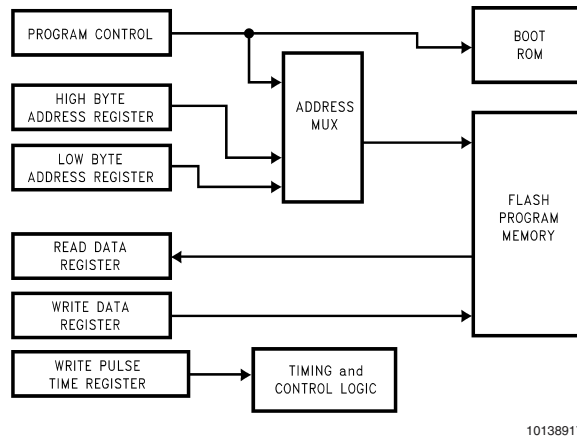 PROGRAM CONTROL
BOOT
ROM
HIGH BYTE
ADDRESS REGISTER
ADDRESS
MUX
LOW BYTE
ADDRESS REGISTER
FLASH
PROGRAM
MEMORY
READ DATA
REGISTER
WRITE DATA
REGISTER
WRITE PULSE
TIME REGISTER
TIMING and
CONTROL LOGIC